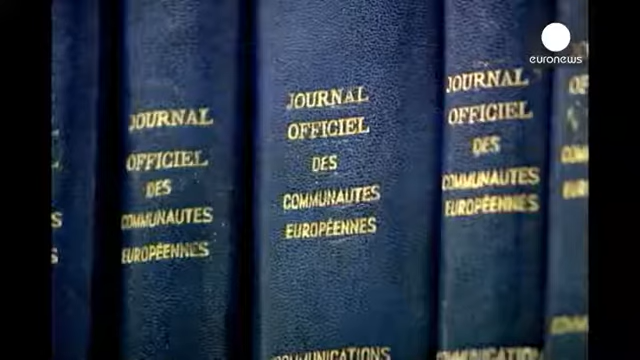 euronews
JOURNAL
OFFICIEL
DES
COMMUNAUTES
EUROPÉENNES
JOURNAL
OFFICIEL
DES
COMMUNAUTES
EUROPÉENNES
COMMUNICATIONS
JOURNAL
OFFICIEL
DES
COMMUNAUTES
EUROPÉENNES